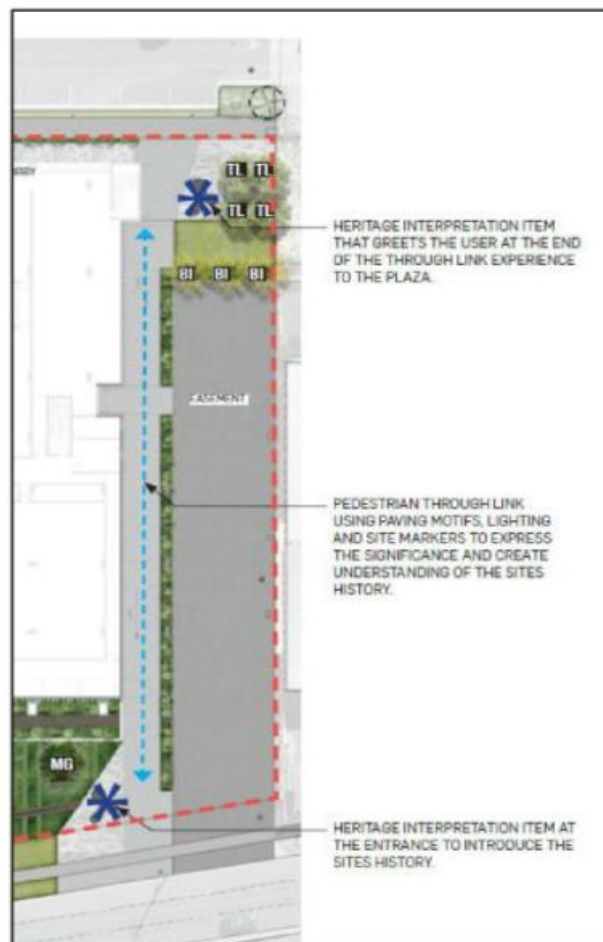 TL TL
TL TL
HERITAGE INTERPRETATION ITEM
THAT GREETS THE USER AT THE END
OF THE THROUGH LINK EXPERIENCE
TO THE PLAZA.
BI BI BI
EASEMENT
PEDESTRIAN THROUGH LINK
USING PAVING MOTIFS, LIGHTING
AND SITE MARKERS TO EXPRESS
THE SIGNIFICANCE AND CREATE
UNDERSTANDING OF THE SITES
HISTORY.
MG
HERITAGE INTERPRETATION ITEM AT
THE ENTRANCE TO INTRODUCE THE
SITES HISTORY.